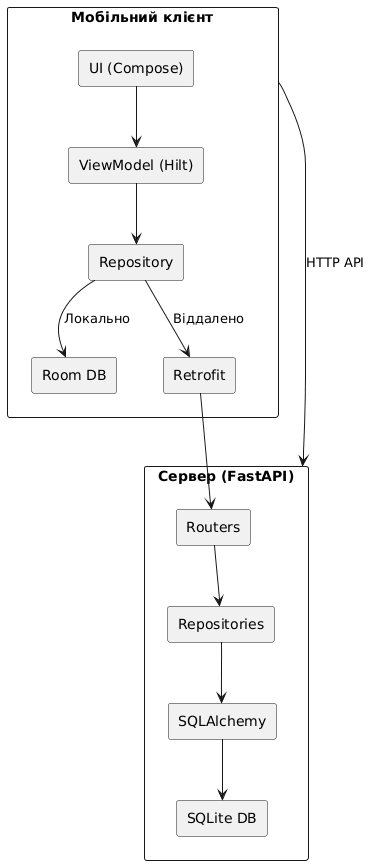 Мобільний клієнт
UI (Compose)
ViewModel (Hilt)
Repository
Локально
Віддалено
Room DB
Retrofit
HTTP API
Сервер (FastAPI)
Routers
Repositories
SQLAlchemy
SQLite DB